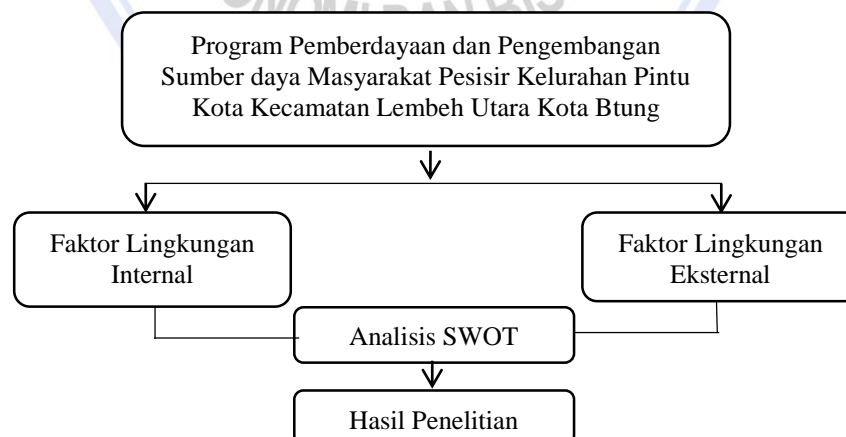 Program Pemberdayaan dan Pengembangan
Sumber daya Masyarakat Pesisir Kelurahan Pintu
Kota Kecamatan Lembeh Utara Kota Btung
Faktor Lingkungan
Internal
Faktor Lingkungan
Eksternal
Analisis SWOT
Hasil Penelitian